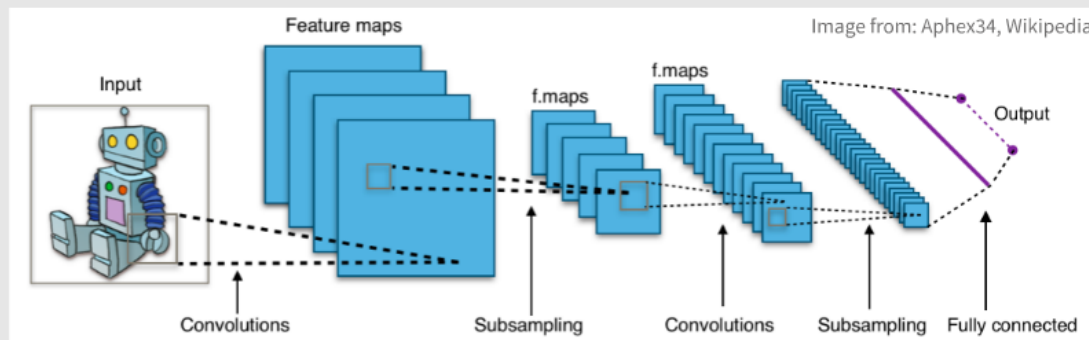 Image from: Aphex34, Wikipedia
Feature maps
Input
f.maps
f.maps
Output
Convolutions
Subsampling
Convolutions
Subsampling
Fully connected